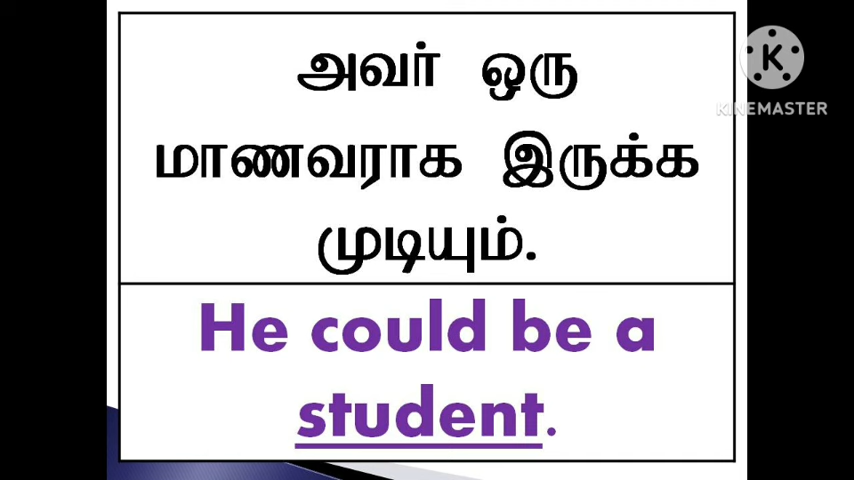 அவர் ஒரு
மாணவராக இருக்க
முடியும்.
He could be a
student.
K
KINEMASTER